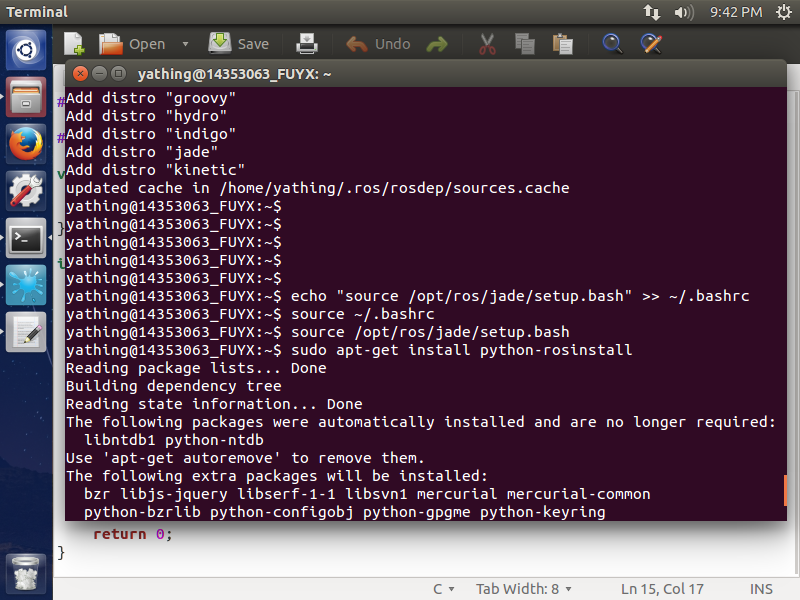 Terminal
9:42 PM
Open
Save
Undo
yathing@14353063_FUYX: ~
#
Add distro "groovy"
Add distro "hydro"
#
Add distro "indigo"
Add distro "jade"
v
Add distro "kinetic"
updated cache in /home/yathing/.ros/rosdep/sources.cache
yathing@14353063_FUYX:~$
}
yathing@14353063_FUYX:~$
yathing@14353063_FUYX:~$
i
yathing@14353063_FUYX:~$
yathing@14353063_FUYX:~$
yathing@14353063_FUYX:~$ echo "source /opt/ros/jade/setup.bash" >> ~/.bashrc
yathing@14353063_FUYX:~$ source ~/.bashrc
yathing@14353063_FUYX:~$ source /opt/ros/jade/setup.bash
yathing@14353063_FUYX:~$ sudo apt-get install python-rosinstall
Reading package lists... Done
Building dependency tree
Reading state information... Done
The following packages were automatically installed and are no longer required:
libntdb1 python-ntdb
Use 'apt-get autoremove' to remove them.
The following extra packages will be installed:
bzr libjs-jquery libserf-1-1 libsvn1 mercurial mercurial-common
python-bzrlib python-configobj python-gpgme python-keyring
return 0;
}
C
Tab Width: 8
Ln 15, Col 17
INS